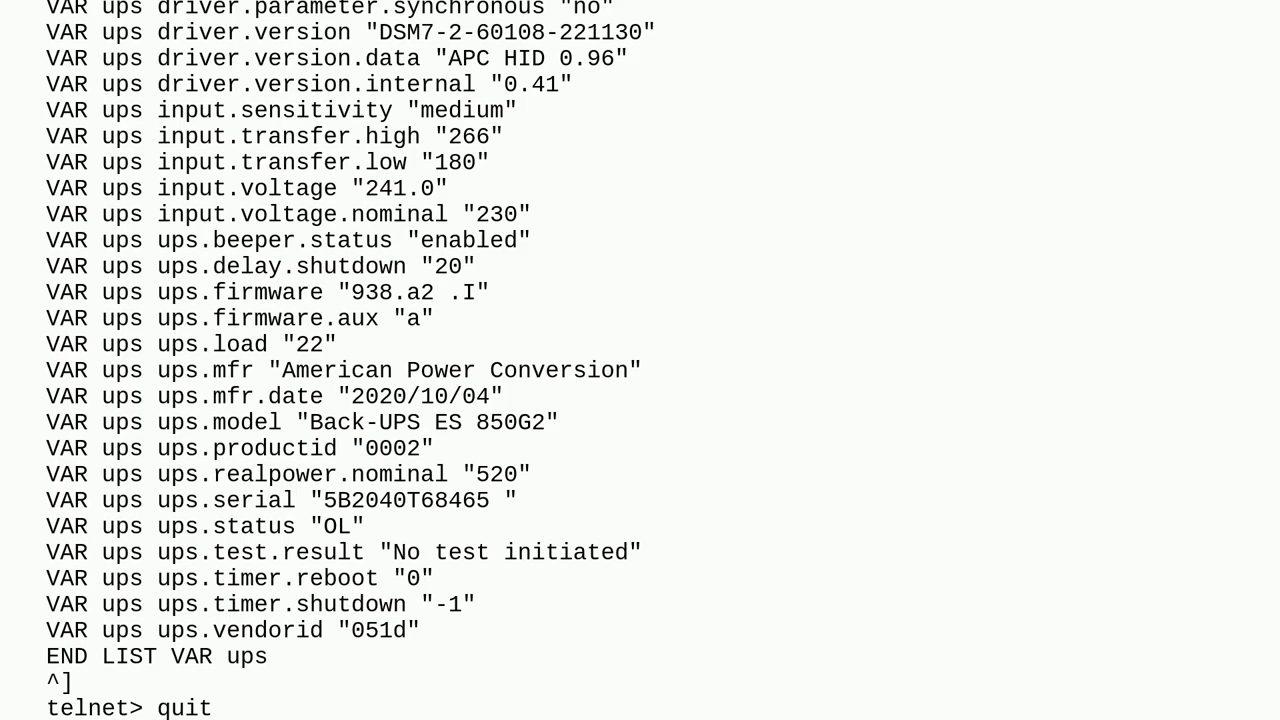 VAR ups driver.parameter.synchronous "no"
VAR ups driver.version "DSM7-2-60108-221130"
VAR ups driver.version.data "APC HID 0.96"
VAR ups driver.version.internal "0.41"
VAR ups input.sensitivity "medium"
VAR ups input.transfer.high "266"
VAR ups input.transfer.low "180"
VAR ups input.voltage "241.0"
VAR ups input.voltage.nominal "230"
VAR ups ups.beeper.status "enabled"
VAR ups ups.delay.shutdown "20"
VAR ups ups.firmware "938.a2 .I"
VAR ups ups.firmware.aux "a"
VAR ups ups.load "22"
VAR ups ups.mfr "American Power Conversion"
VAR ups ups.mfr.date "2020/10/04"
VAR ups ups.model "Back-UPS ES 850G2"
VAR ups ups.productid "0002"
VAR ups ups.realpower.nominal "520"
VAR ups ups.serial "5B2040T68465 "
VAR ups ups.status "OL"
VAR ups ups.test.result "No test initiated"
VAR ups ups.timer.reboot "0"
VAR ups ups.timer.shutdown "-1"
VAR ups ups.vendorid "051d"
END LIST VAR ups
^]
telnet> quit